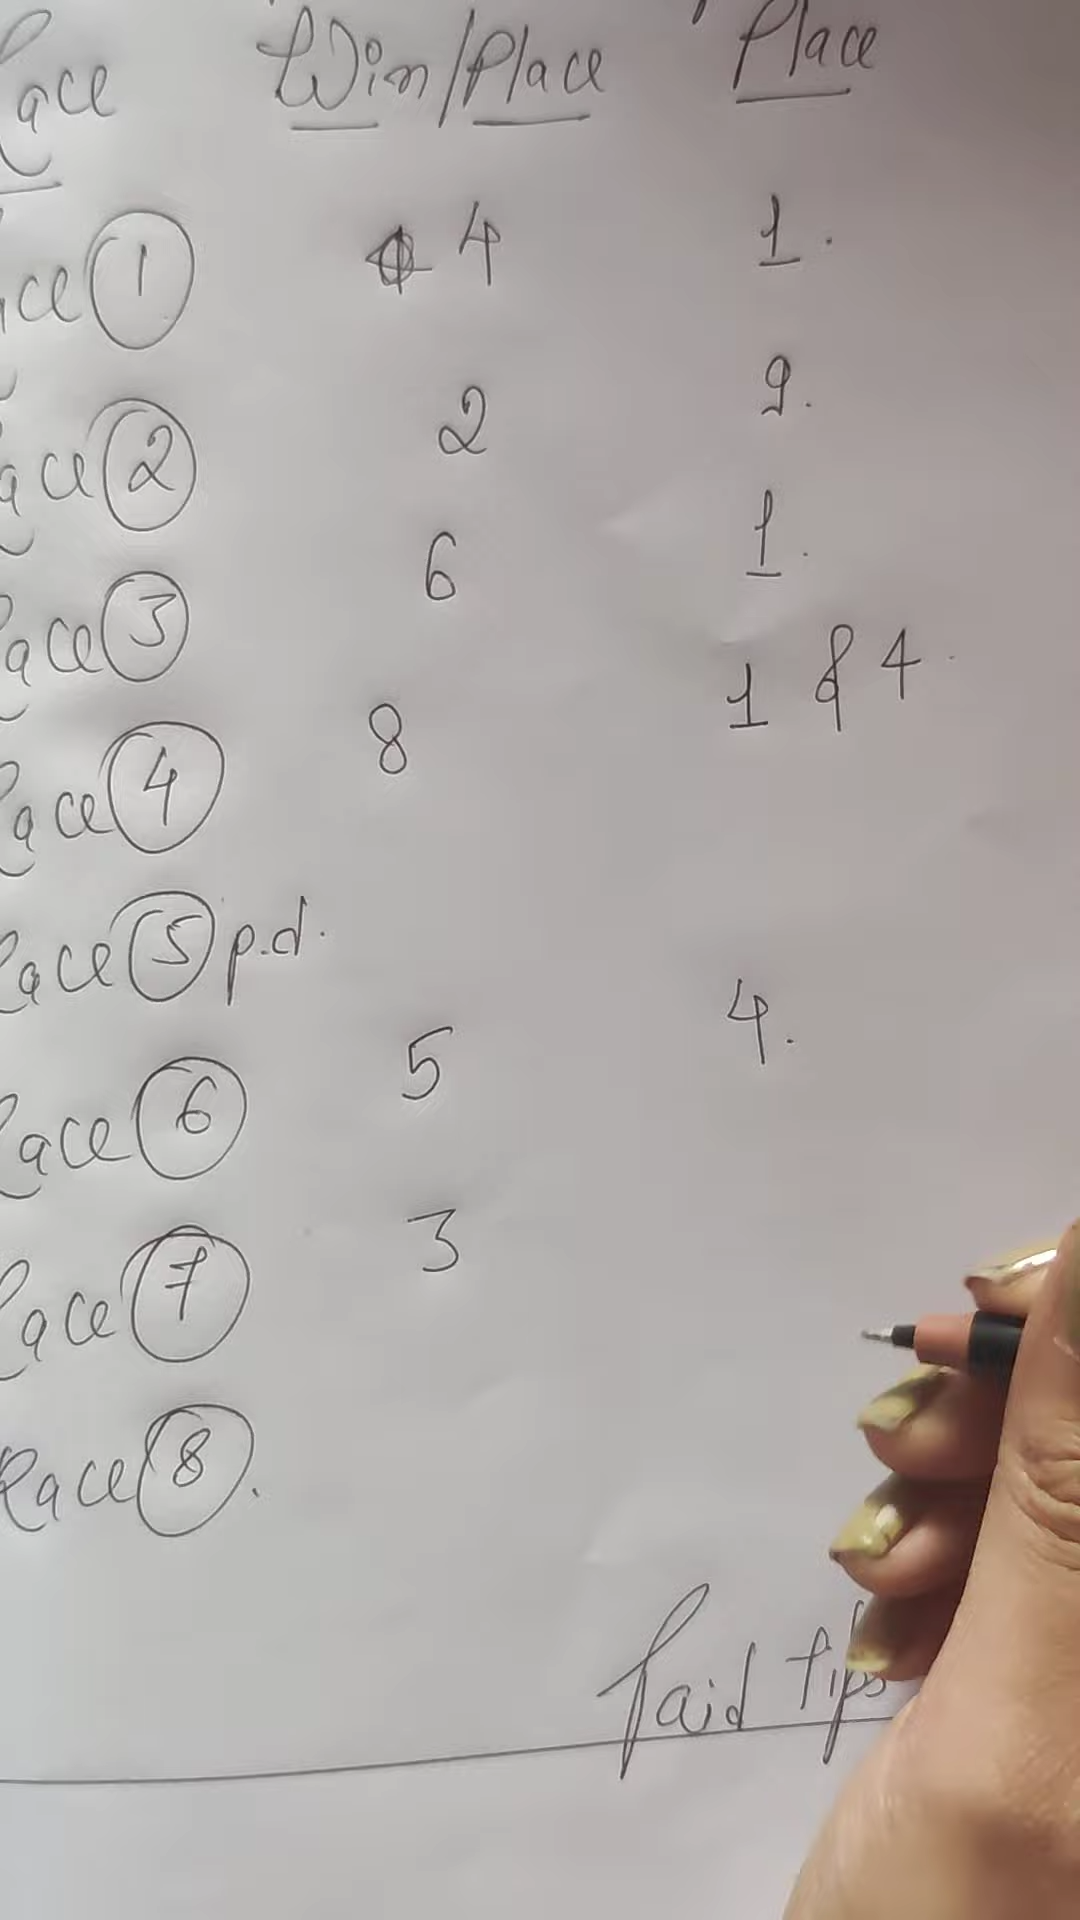 Race Win/Place Place
Race 1 4 1.
Race 2 2 9.
Race 3 6 1.
Race 4 8 1 & 4.
Race 5 p.d.
Race 6 5 4.
Race 7 3
Race 8.
Paid tips